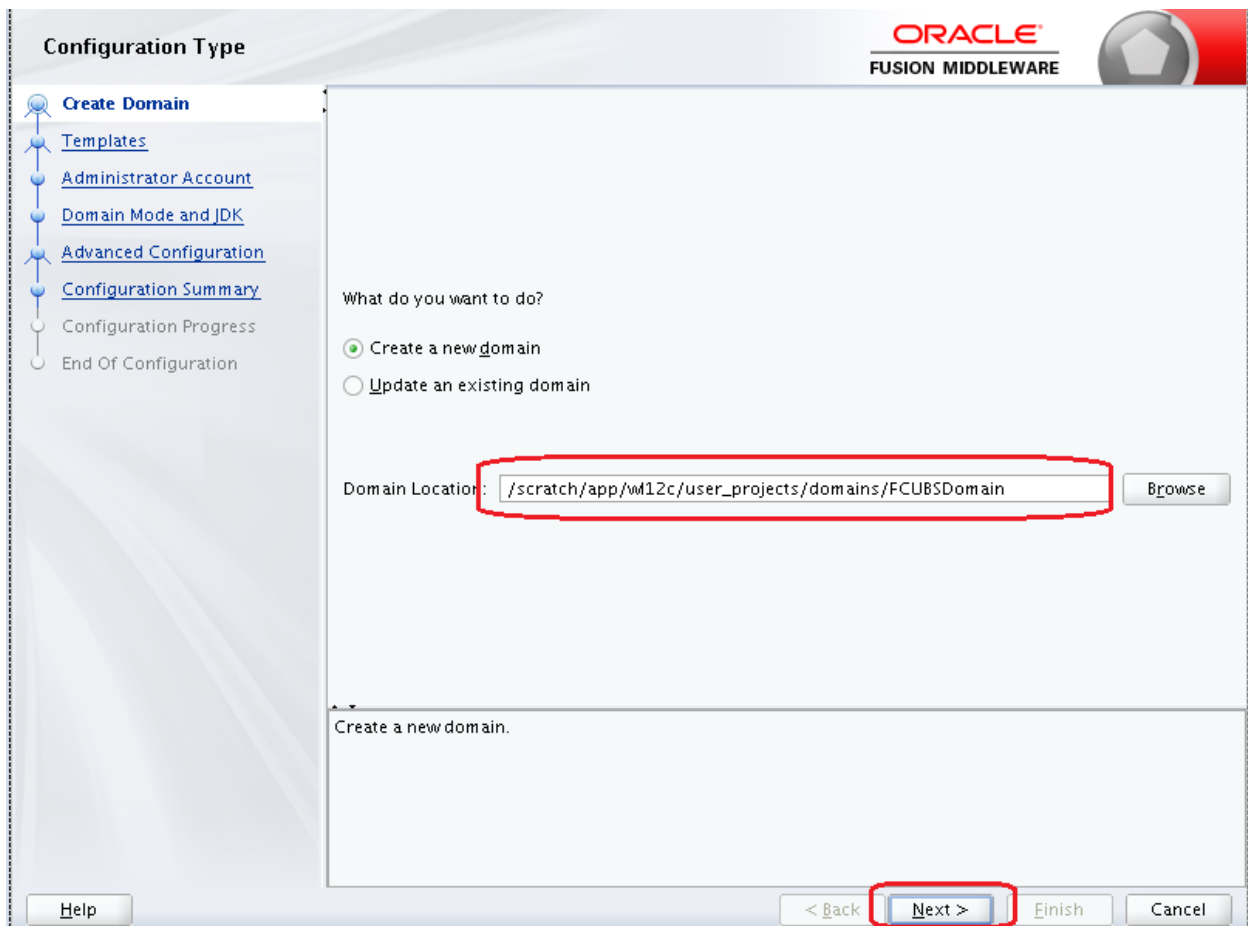 Configuration Type
ORACLE
FUSION MIDDLEWARE
Create Domain
Templates
Administrator Account
Domain Mode and JDK
Advanced Configuration
Configuration Summary
Configuration Progress
End Of Configuration
What do you want to do?
Create a new domain
Update an existing domain
Domain Location: /scratch/app/wl12c/user_projects/domains/FCUBSDomain Browse
Create a new domain.
Help < Back Next > Finish Cancel